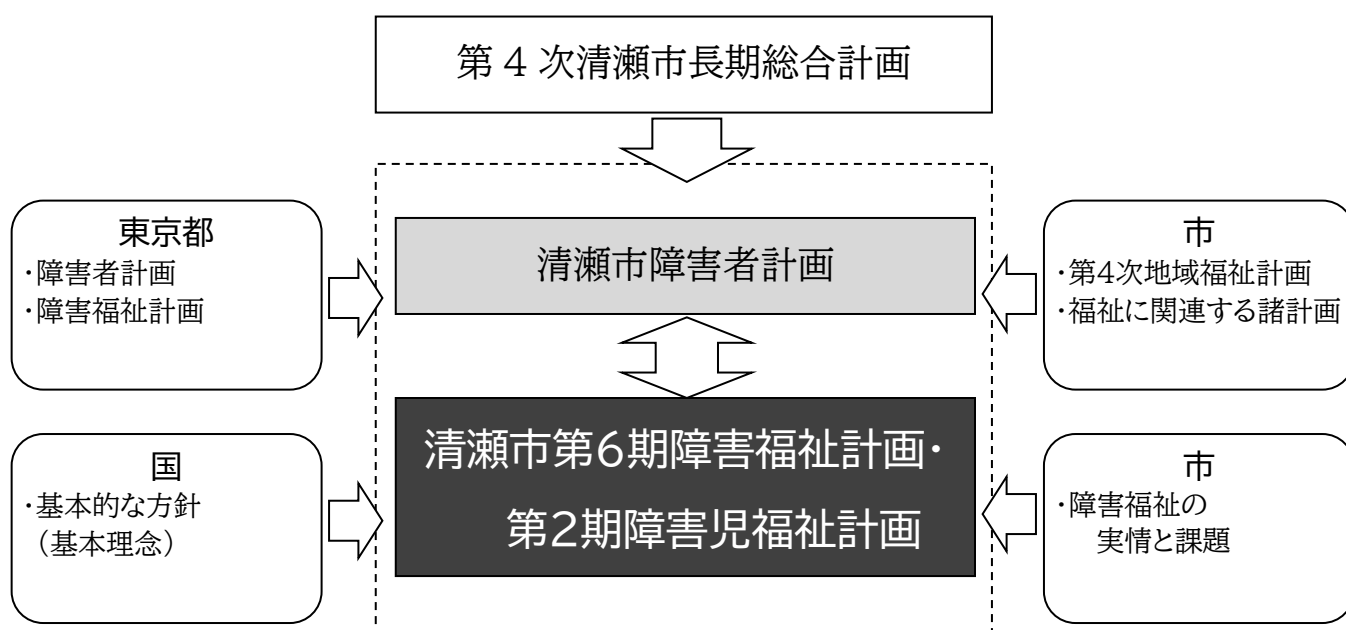 第４次清瀬市長期総合計画
東京都
・障害者計画
・障害福祉計画
清瀬市障害者計画
市
・第4次地域福祉計画
・福祉に関連する諸計画
国
・基本的な方針
（基本理念）
清瀬市第6期障害福祉計画・
第2期障害児福祉計画
市
・障害福祉の
実情と課題